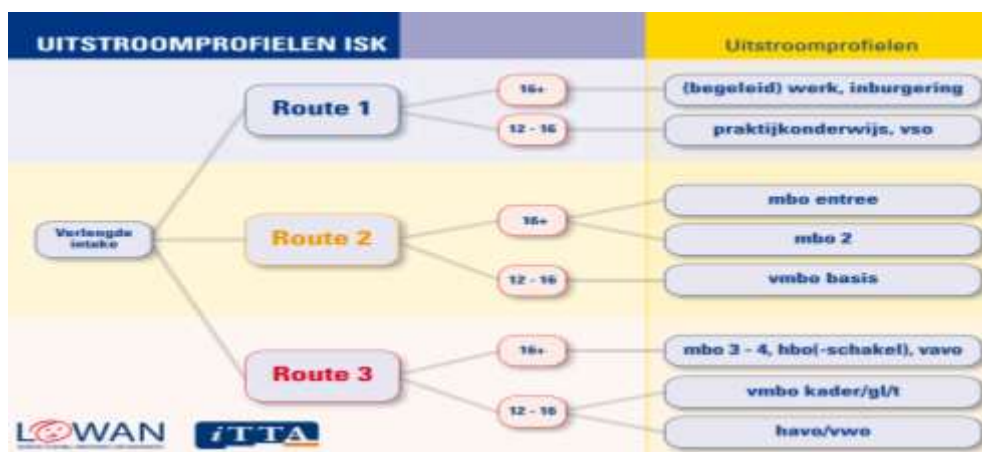 UITSTROOMPROFIELEN ISK
Uitstroomprofielen
Route 1
16+
(begeleid) werk, inburgering
12 - 16
praktijkonderwijs, vso
Verlengde
intake
Route 2
16+
mbo entree
mbo 2
12 - 16
vmbo basis
Route 3
16+
mbo 3 - 4, hbo(-schakel), vavo
12 - 16
vmbo kader/gl/t
havo/vwo
LOWAN
iTTA